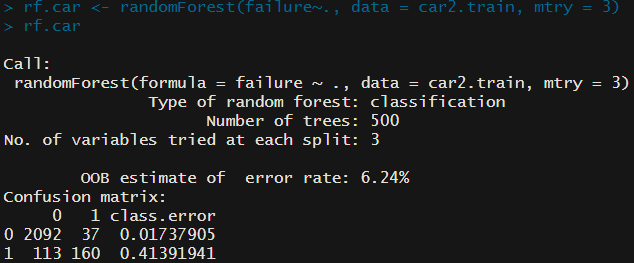 > rf.car <- randomForest(failure~., data = car2.train, mtry = 3)
> rf.car
Call:
 randomForest(formula = failure ~ ., data = car2.train, mtry = 3)
               Type of random forest: classification
                     Number of trees: 500
No. of variables tried at each split: 3
        OOB estimate of  error rate: 6.24%
Confusion matrix:
     0   1 class.error
0 2092  37  0.01737905
1  113 160  0.41391941